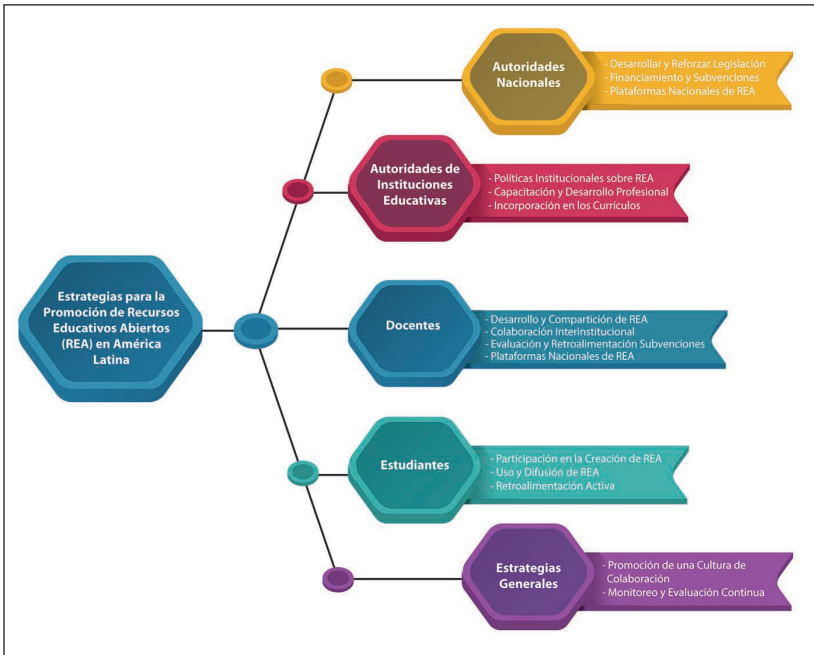 Estrategias para la
Promoción de Recursos
Educativos Abiertos
(REA) en América
Latina
Autoridades
Nacionales
- Desarrollar y Reforzar Legislación
- Financiamiento y Subvenciones
- Plataformas Nacionales de REA
Autoridades de
Instituciones
Educativas
- Políticas Institucionales sobre REA
- Capacitación y Desarrollo Profesional
- Incorporación en los Currículos
Docentes
- Desarrollo y Compartición de REA
- Colaboración Interinstitucional
- Evaluación y Retroalimentación Subvenciones
- Plataformas Nacionales de REA
Estudiantes
- Participación en la Creación de REA
- Uso y Difusión de REA
- Retroalimentación Activa
Estrategias
Generales
- Promoción de una Cultura de
Colaboración
- Monitoreo y Evaluación Continua